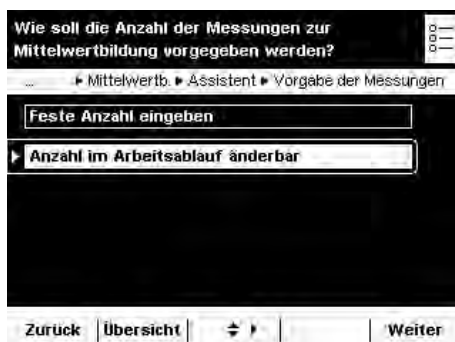 Wie soll die Anzahl der Messungen zur
Mittelwertbildung vorgegeben werden?
... ▸ Mittelwertb. ▸ Assistent ▸ Vorgabe der Messungen
Feste Anzahl eingeben
Anzahl im Arbeitsablauf änderbar
Zurück Übersicht Weiter